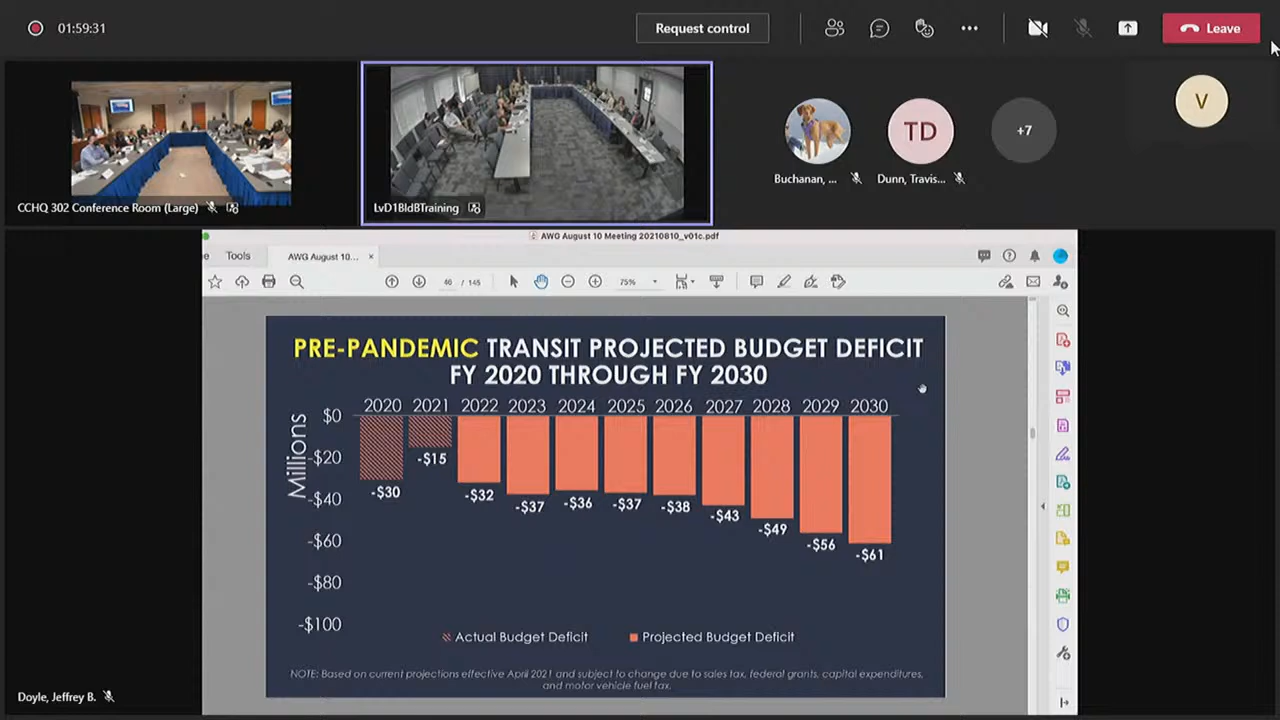 01:59:31
Request control
Leave
CCHQ 302 Conference Room (Large)
LvD1BldBTraining
Buchanan, ...
TD
Dunn, Travis...
+7
V
AWG August 10 Meeting 20210810_v01c.pdf
e
Tools
AWG August 10...
×
46 / 145
75%
PRE-PANDEMIC TRANSIT PROJECTED BUDGET DEFICIT
FY 2020 THROUGH FY 2030
Millions
2020 2021 2022 2023 2024 2025 2026 2027 2028 2029 2030
$0
-$20
-$40
-$60
-$80
-$100
-$30
-$15
-$32
-$37
-$36
-$37
-$38
-$43
-$49
-$56
-$61
Actual Budget Deficit
Projected Budget Deficit
NOTE: Based on current projections effective April 2021 and subject to change due to sales tax, federal grants, capital expenditures,
and motor vehicle fuel tax.
Doyle, Jeffrey B.